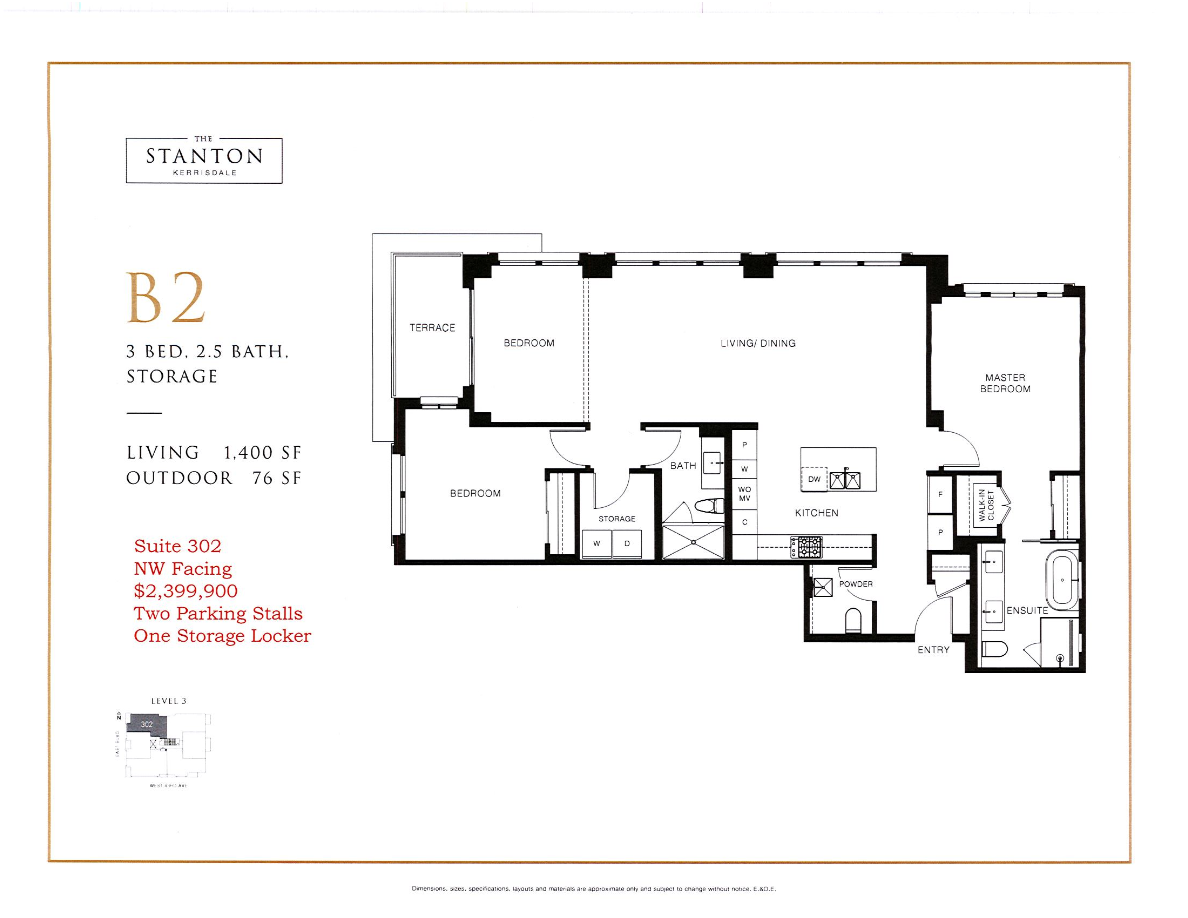 THE
STANTON
KERRISDALE
B2
3 BED, 2.5 BATH,
STORAGE
LIVING 1,400 SF
OUTDOOR 76 SF
Suite 302
NW Facing
$2,399,900
Two Parking Stalls
One Storage Locker
LEVEL 3
302
TERRACE
BEDROOM
LIVING/ DINING
MASTER
BEDROOM
BEDROOM
BATH
STORAGE
W D
P
W
WO
MV
C
DW
KITCHEN
F
P
WALK-IN
CLOSET
POWDER
ENSUITE
ENTRY
Dimensions, sizes, specifications, layouts and materials are approximate only and subject to change without notice. E.&O.E.